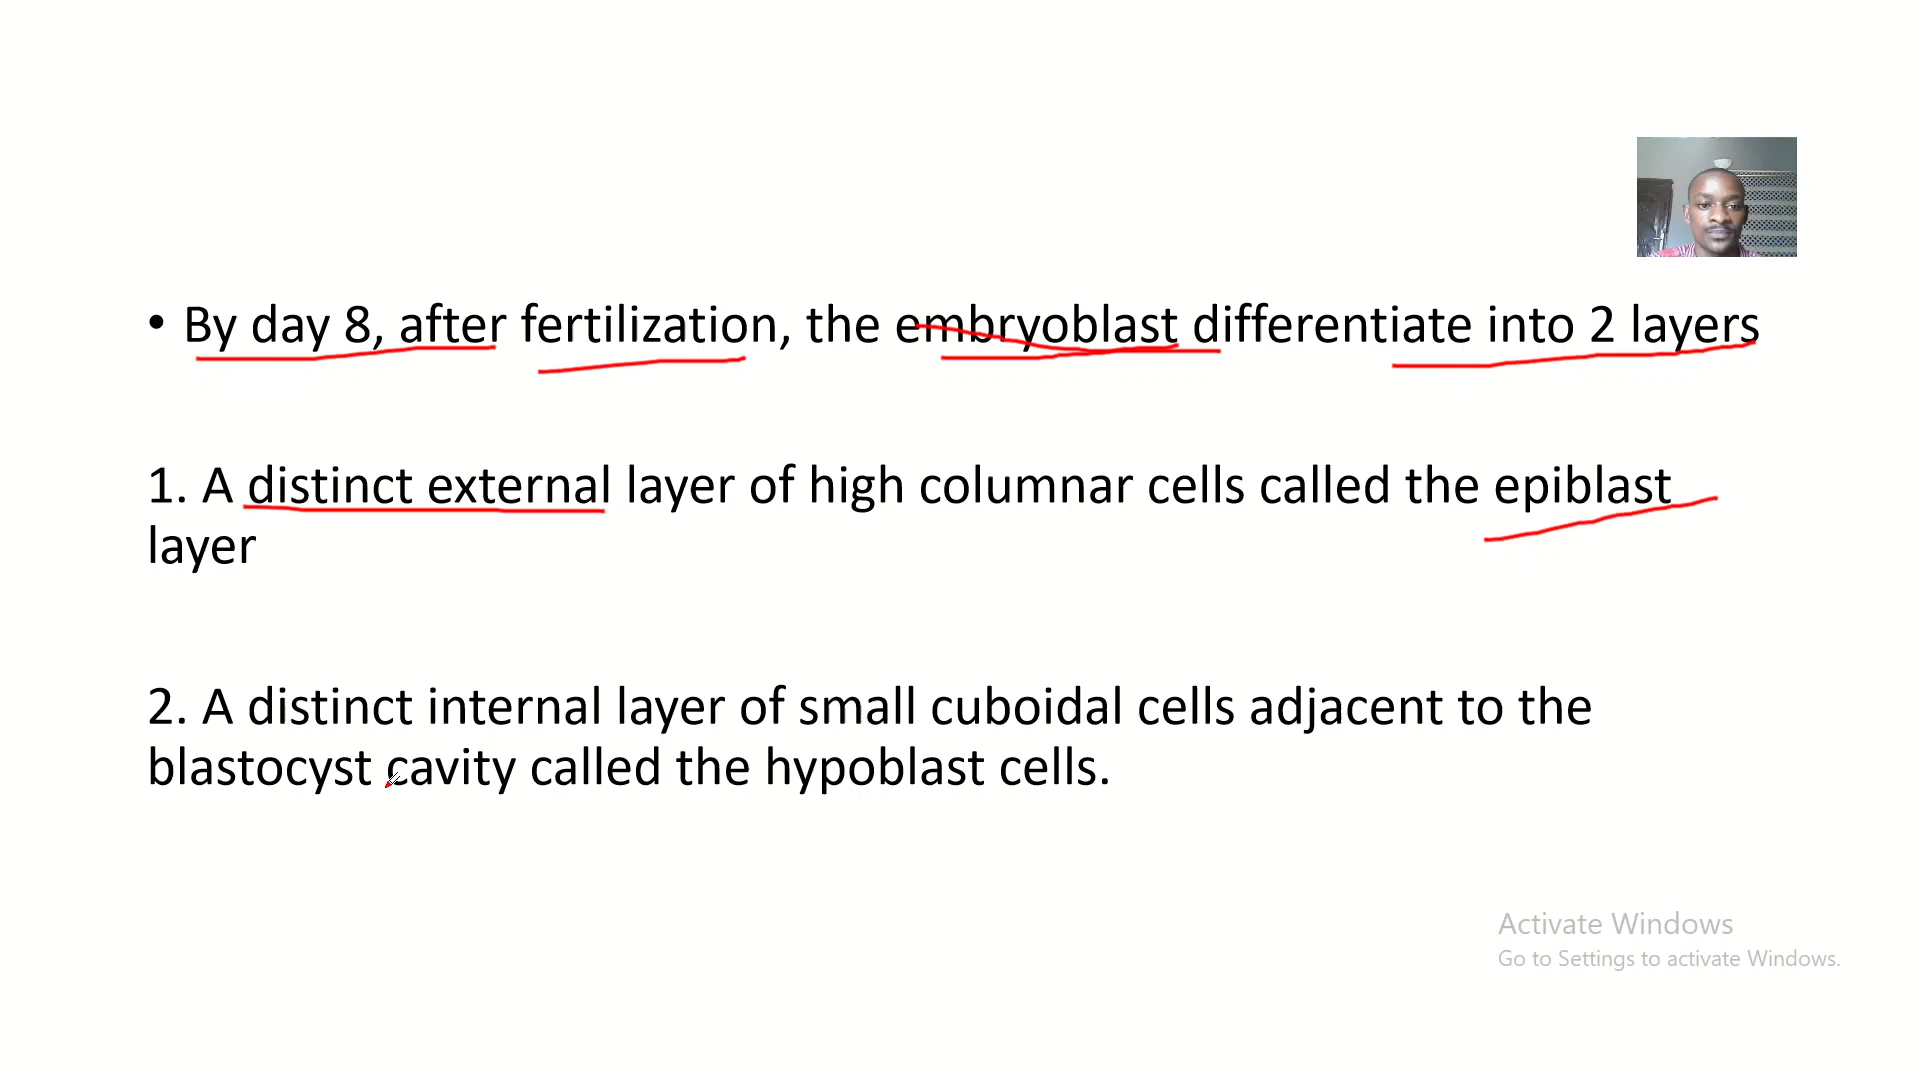 • By day 8, after fertilization, the embryoblast differentiate into 2 layers
1. A distinct external layer of high columnar cells called the epiblast
layer
2. A distinct internal layer of small cuboidal cells adjacent to the
blastocyst cavity called the hypoblast cells.
Activate Windows
Go to Settings to activate Windows.